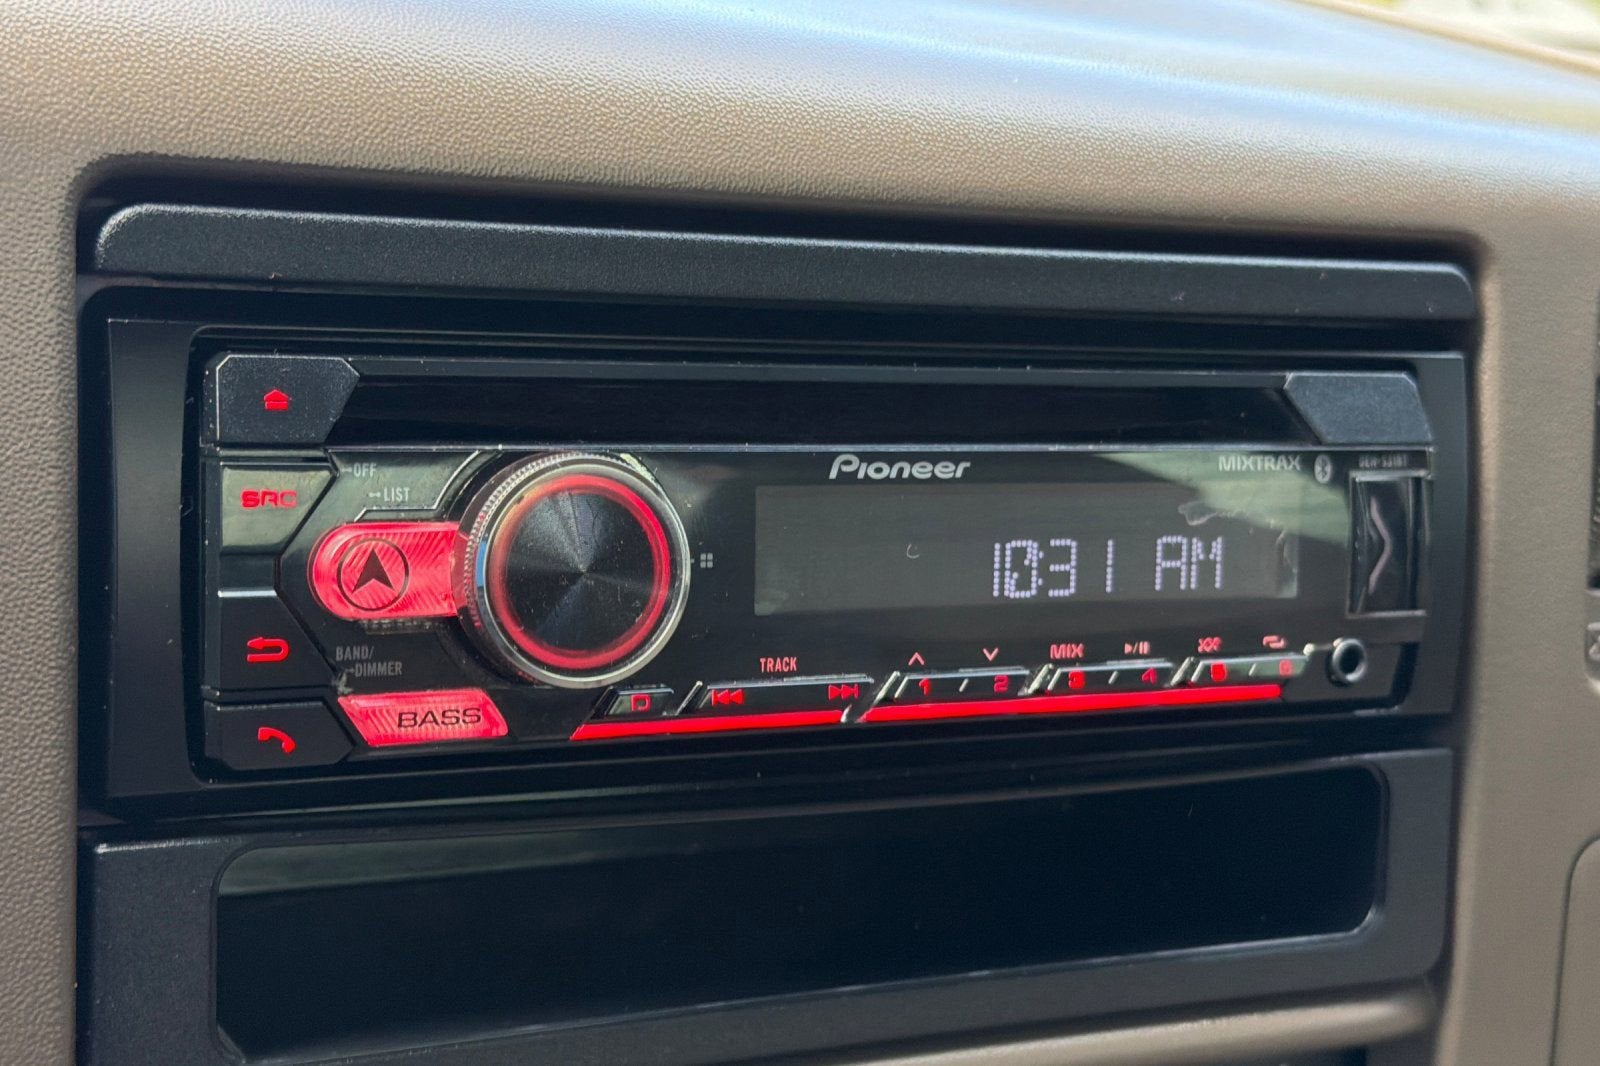 Pioneer
MIXTRAX
OFF
LIST
SRC
10:31 AM
BAND/
DIMMER
TRACK
MIX
BASS
D
1 / 2
3
4
5 / 6